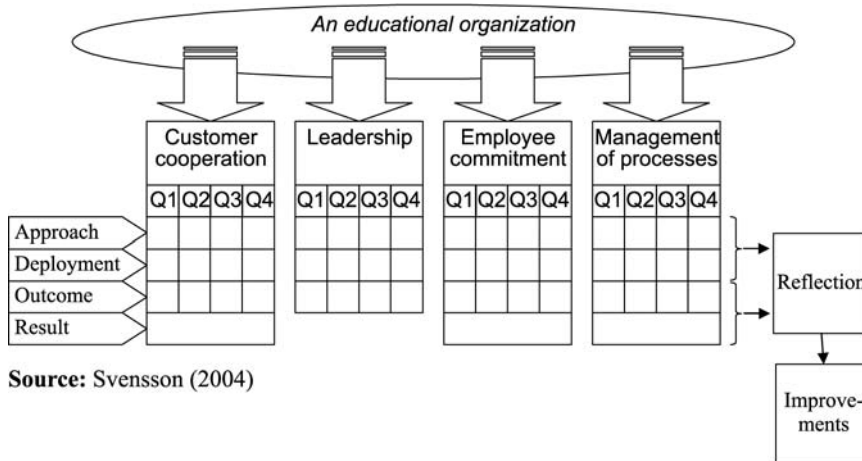 An educational organization
Customer
cooperation
Leadership
Employee
commitment
Management
of processes
Q1 Q2 Q3 Q4
Q1 Q2 Q3 Q4
Q1 Q2 Q3 Q4
Q1 Q2 Q3 Q4
Approach
Deployment
Outcome
Result
Reflection
Improve-
ments
Source: Svensson (2004)